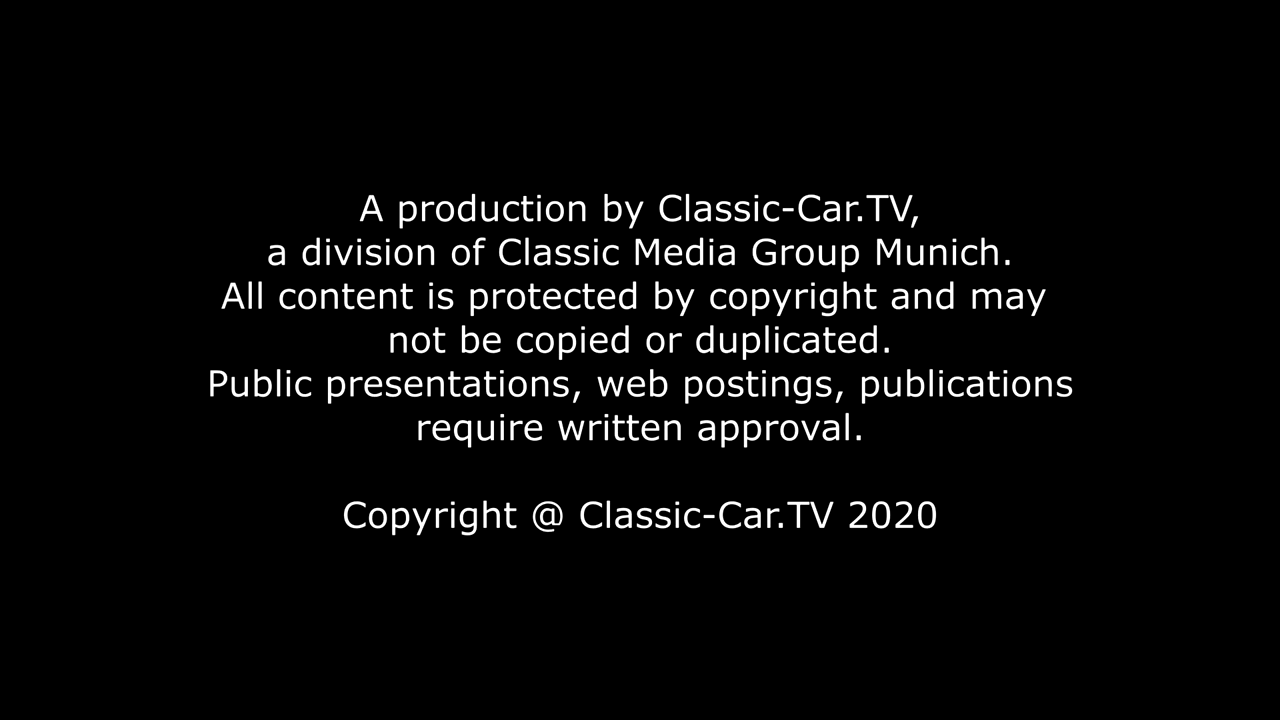 A production by Classic-Car.TV,
a division of Classic Media Group Munich.
All content is protected by copyright and may
not be copied or duplicated.
Public presentations, web postings, publications
require written approval.
Copyright @ Classic-Car.TV 2020